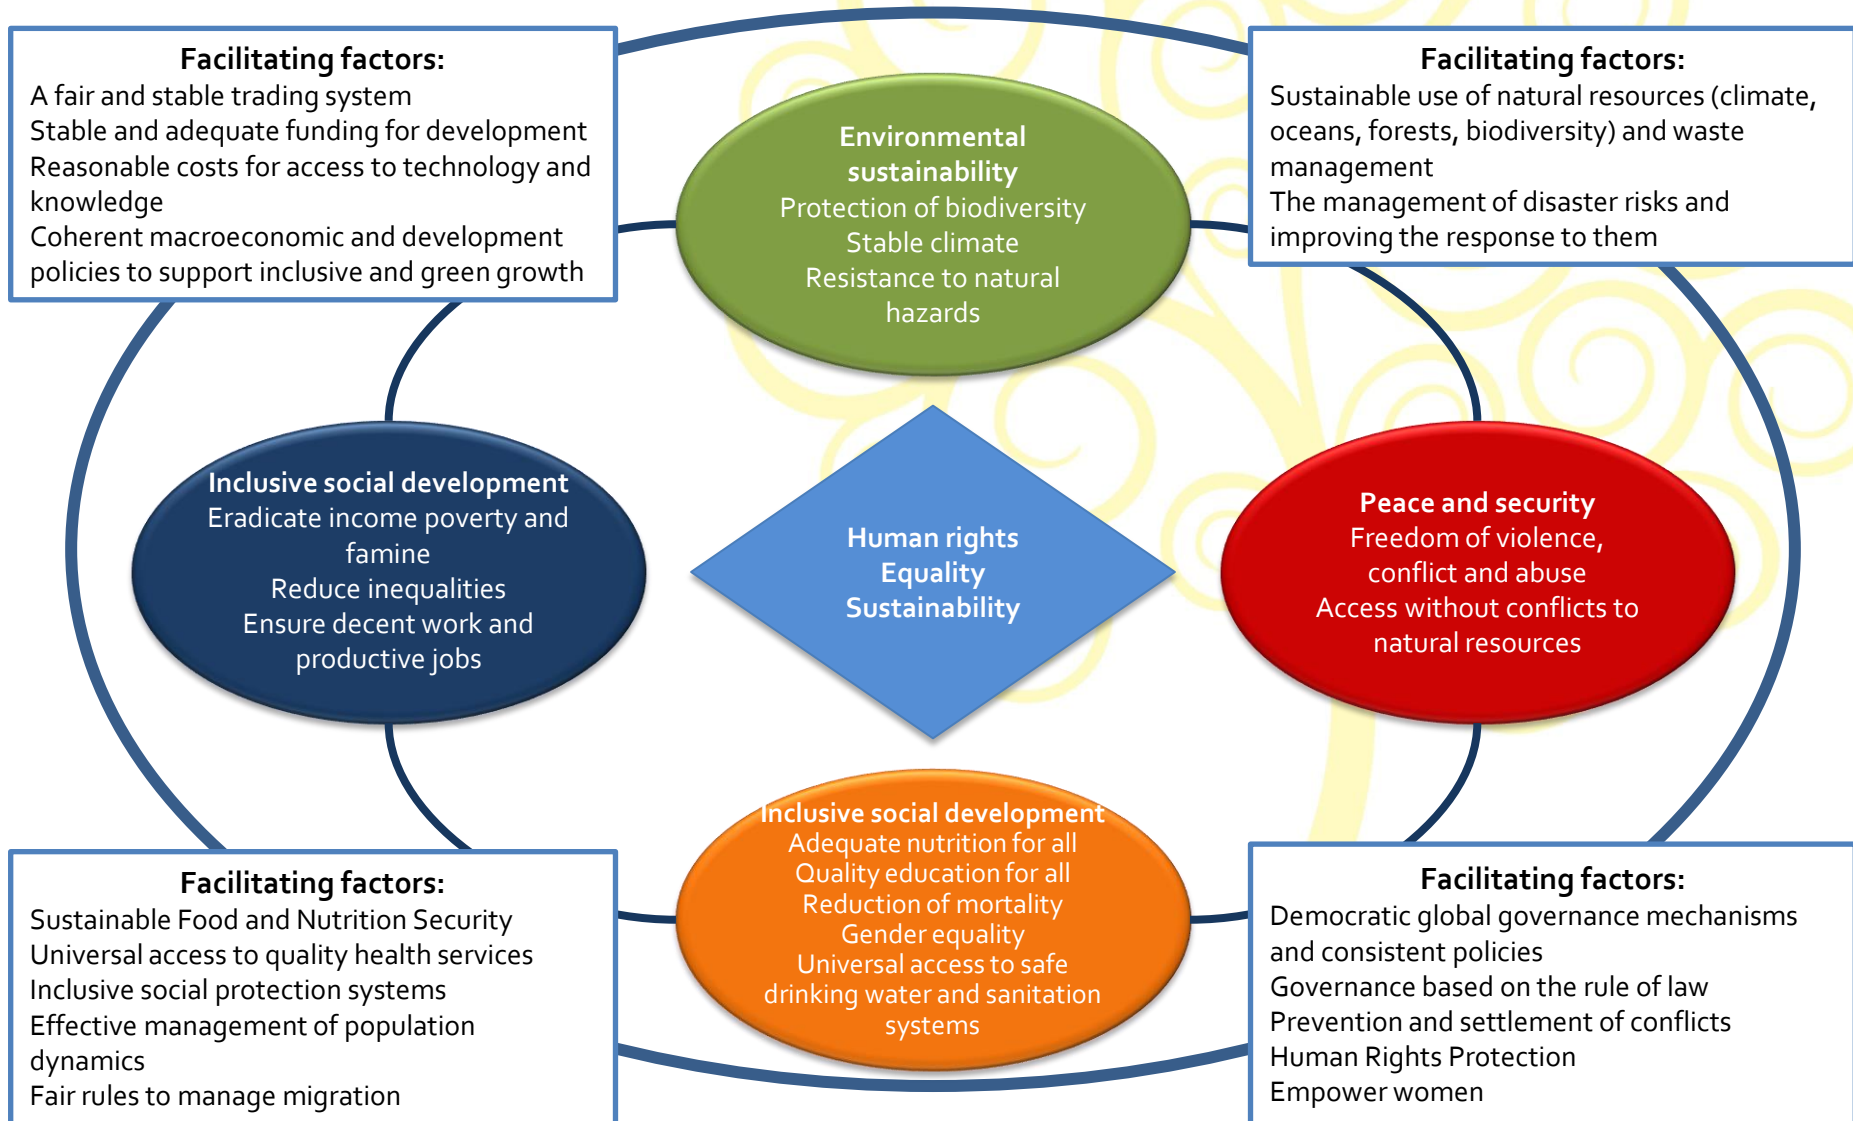 Facilitating factors:
A fair and stable trading system
Stable and adequate funding for development
Reasonable costs for access to technology and
knowledge
Coherent macroeconomic and development
policies to support inclusive and green growth
Environmental
sustainability
Protection of biodiversity
Stable climate
Resistance to natural
hazards
Facilitating factors:
Sustainable use of natural resources (climate,
oceans, forests, biodiversity) and waste
management
The management of disaster risks and
improving the response to them
Inclusive social development
Eradicate income poverty and
famine
Reduce inequalities
Ensure decent work and
productive jobs
Human rights
Equality
Sustainability
Peace and security
Freedom of violence,
conflict and abuse
Access without conflicts to
natural resources
Facilitating factors:
Sustainable Food and Nutrition Security
Universal access to quality health services
Inclusive social protection systems
Effective management of population
dynamics
Fair rules to manage migration
Inclusive social development
Adequate nutrition for all
Quality education for all
Reduction of mortality
Gender equality
Universal access to safe
drinking water and sanitation
systems
Facilitating factors:
Democratic global governance mechanisms
and consistent policies
Governance based on the rule of law
Prevention and settlement of conflicts
Human Rights Protection
Empower women